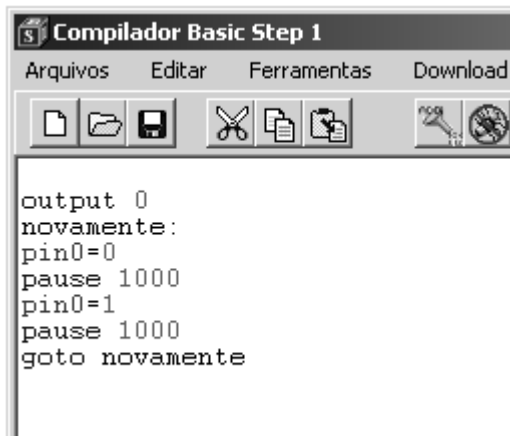 Compilador Basic Step 1
Arquivos Editar Ferramentas Download
output 0
novamente:
pin0=0
pause 1000
pin0=1
pause 1000
goto novamente